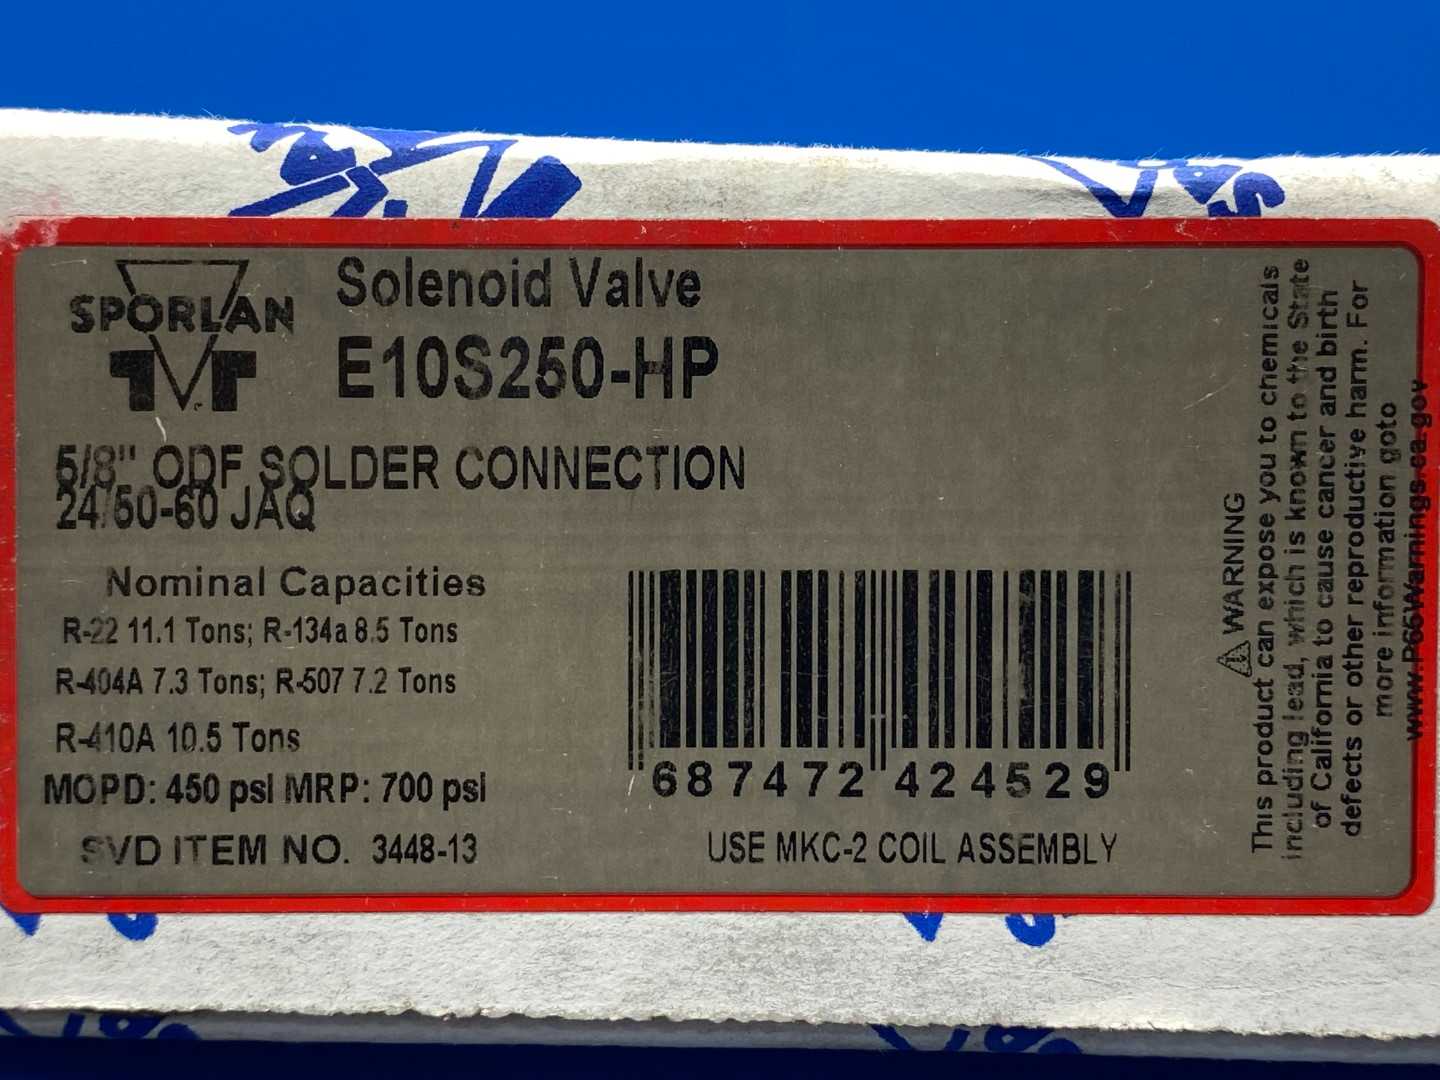 SPORLAN
Solenoid Valve
E10S250-HP
5/8" ODF SOLDER CONNECTION
24/50-60 JAQ
Nominal Capacities
R-22 11.1 Tons; R-134a 8.5 Tons
R-404A 7.3 Tons; R-507 7.2 Tons
R-410A 10.5 Tons
MOPD: 450 psi MRP: 700 psi
SVD ITEM NO. 3448-13
687472 424529
USE MKC-2 COIL ASSEMBLY
⚠ WARNING
This product can expose you to chemicals
including lead, which is known to the State
of California to cause cancer and birth
defects or other reproductive harm. For
more information goto
www.P65Warnings.ca.gov